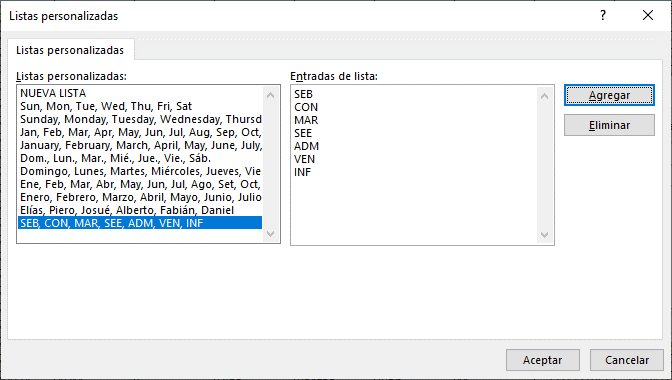 Listas personalizadas
Listas personalizadas
Listas personalizadas:
NUEVA LISTA
Sun, Mon, Tue, Wed, Thu, Fri, Sat
Sunday, Monday, Tuesday, Wednesday, Thursd
Jan, Feb, Mar, Apr, May, Jun, Jul, Aug, Sep, Oct,
January, February, March, April, May, June, July,
Dom., Lun., Mar., Mié., Jue., Vie., Sáb.
Domingo, Lunes, Martes, Miércoles, Jueves, Vie
Ene, Feb, Mar, Abr, May, Jun, Jul, Ago, Set, Oct,
Enero, Febrero, Marzo, Abril, Mayo, Junio, Julio
Elías, Piero, Josué, Alberto, Fabián, Daniel
SEB, CON, MAR, SEE, ADM, VEN, INF
Entradas de lista:
SEB
CON
MAR
SEE
ADM
VEN
INF
Agregar
Eliminar
Aceptar
Cancelar